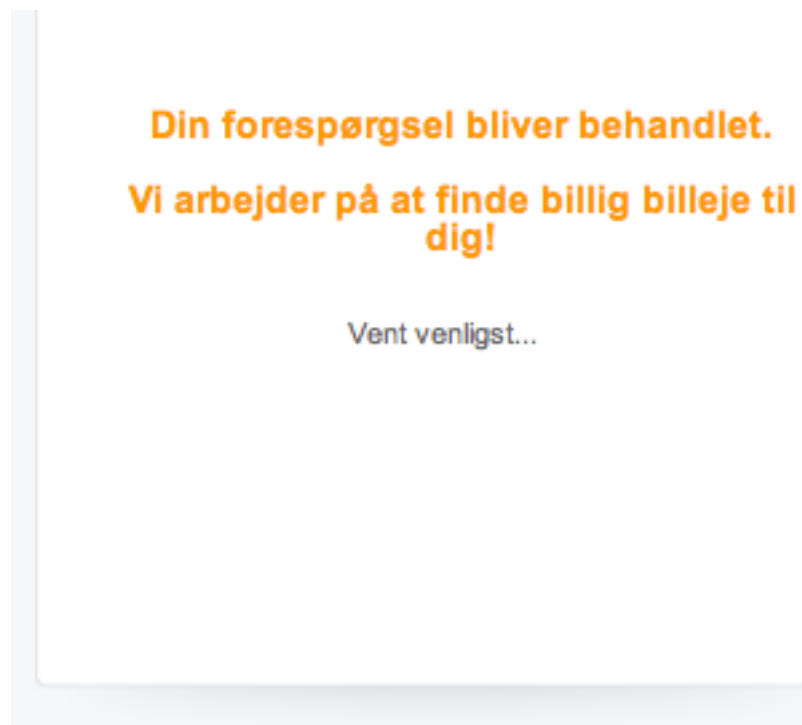 Din forespørgsel bliver behandlet.
Vi arbejder på at finde billig billeje til
dig!
Vent venligst...